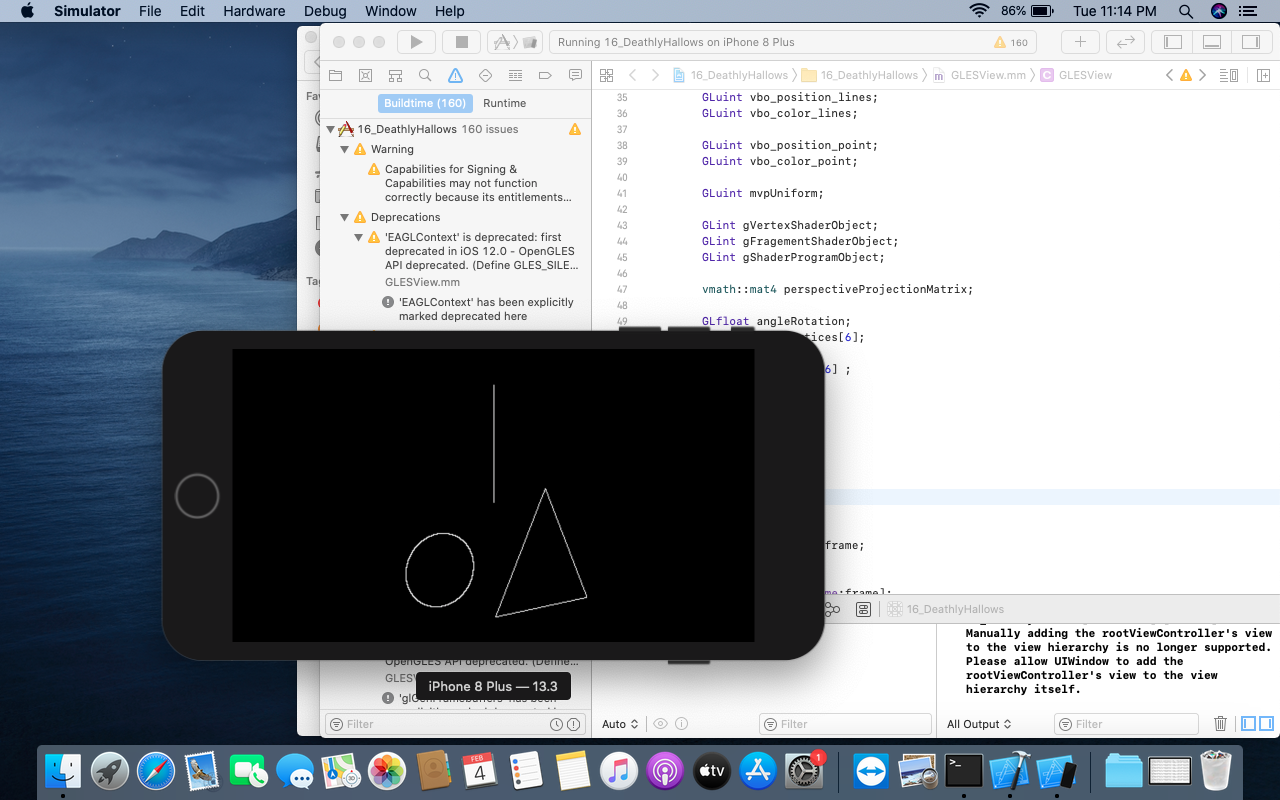 Simulator File Edit Hardware Debug Window Help 86% Tue 11:14 PM
Running 16_DeathlyHallows on iPhone 8 Plus 160
16_DeathlyHallows 16_DeathlyHallows GLESView.mm C GLESView
Fa
Buildtime (160) Runtime
16_DeathlyHallows 160 issues
Warning
Capabilities for Signing &
Capabilities may not function
correctly because its entitlements...
Deprecations
'EAGLContext' is deprecated: first
deprecated in iOS 12.0 - OpenGLES
API deprecated. (Define GLES_SILE...
GLESView.mm
'EAGLContext' has been explicitly
marked deprecated here
Tag
35 GLuint vbo_position_lines;
36 GLuint vbo_color_lines;
37
38 GLuint vbo_position_point;
39 GLuint vbo_color_point;
40
41 GLuint mvpUniform;
42
43 GLint gVertexShaderObject;
44 GLint gFragementShaderObject;
45 GLint gShaderProgramObject;
46
47 vmath::mat4 perspectiveProjectionMatrix;
48
49 GLfloat angleRotation;
tices[6];
6] ;
frame;
me:frame];
16_DeathlyHallows
OpenGLES API deprecated. (Define...
GLES
iPhone 8 Plus — 13.3
Manually adding the rootViewController's view
to the view hierarchy is no longer supported.
Please allow UIWindow to add the
rootViewController's view to the view
hierarchy itself.
Filter Auto Filter All Output Filter
FEB
4
tv
1
>_